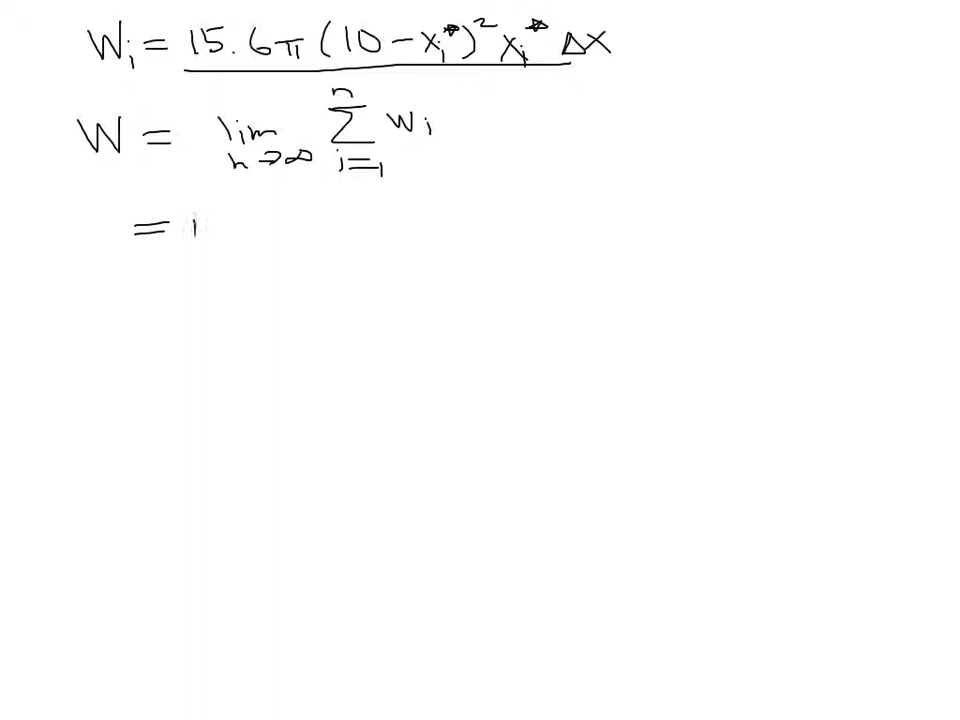 Wᵢ = 15.6π(10 − xᵢ*)² xᵢ* Δx
W = lim n→∞ Σ i=1 n wᵢ
=